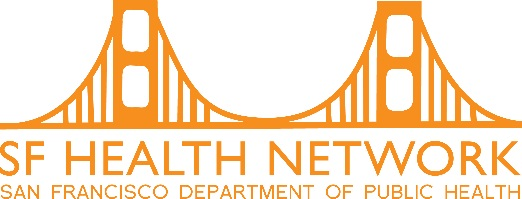 SF HEALTH NETWORK
SAN FRANCISCO DEPARTMENT OF PUBLIC HEALTH